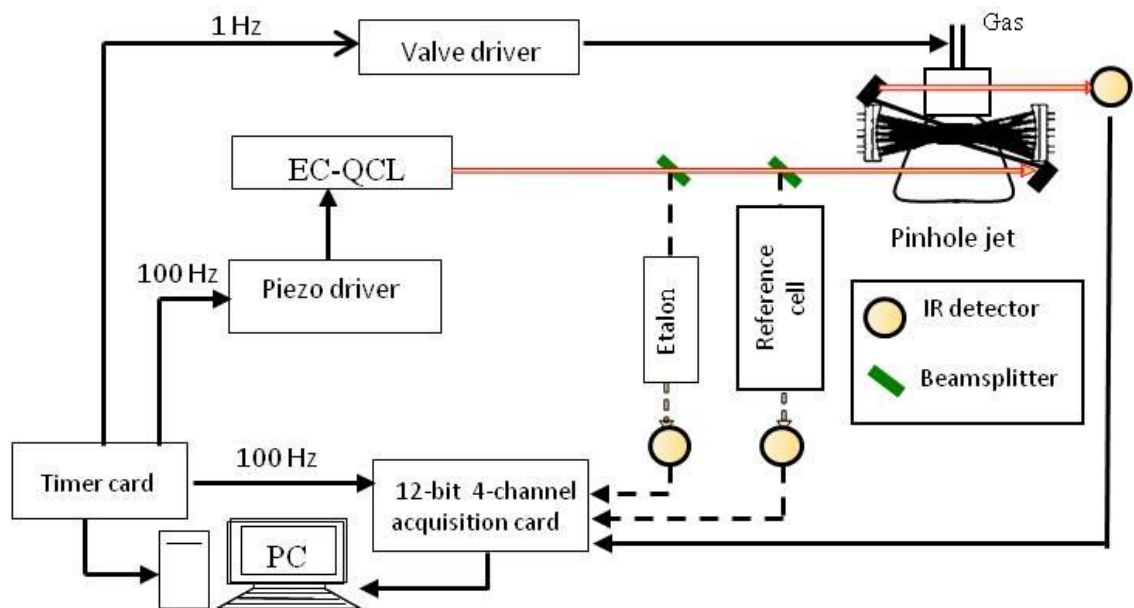 1 Hz
Valve driver
Gas
EC-QCL
Pinhole jet
100 Hz
Piezo driver
Etalon
Reference
cell
IR detector
Beamsplitter
Timer card
100 Hz
12-bit 4-channel
acquisition card
PC